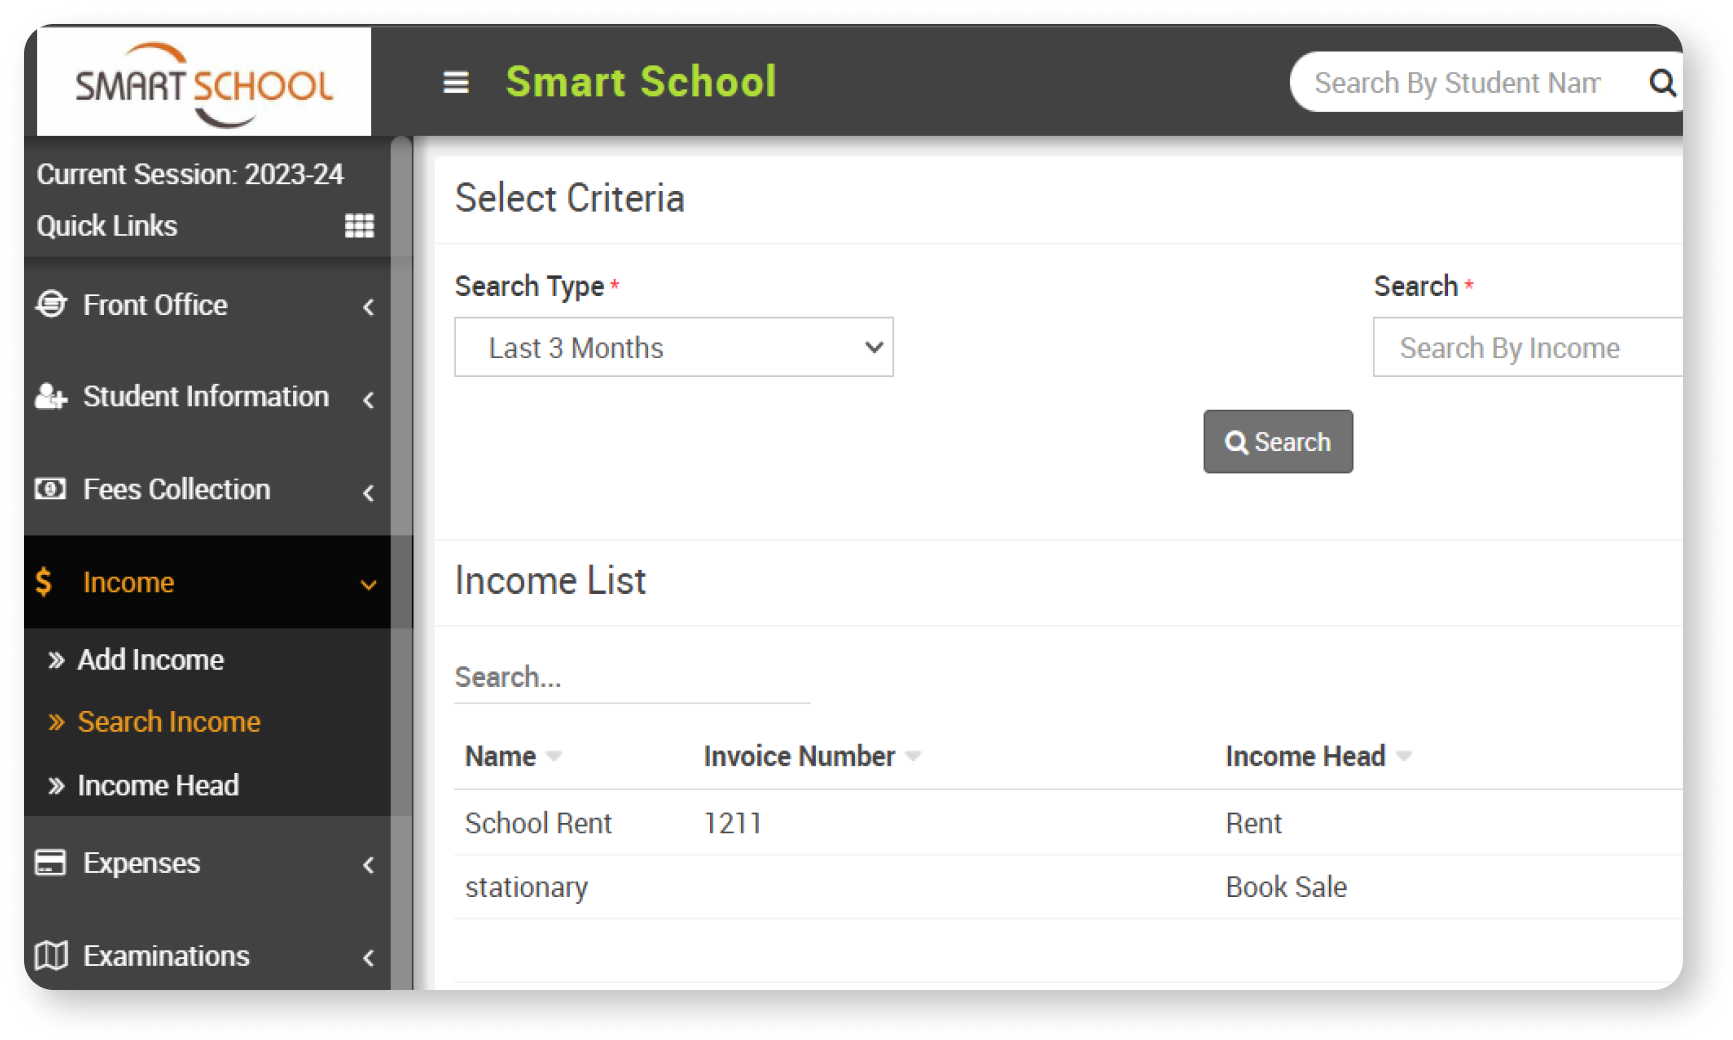 SMART SCHOOL
Smart School
Search By Student Nam
Current Session: 2023-24
Quick Links
Front Office
Student Information
Fees Collection
$ Income
» Add Income
» Search Income
» Income Head
Expenses
Examinations
Select Criteria
Search Type *
Search *
Last 3 Months
Search By Income
Search
Income List
Search...
Name Invoice Number Income Head
School Rent 1211 Rent
stationary Book Sale